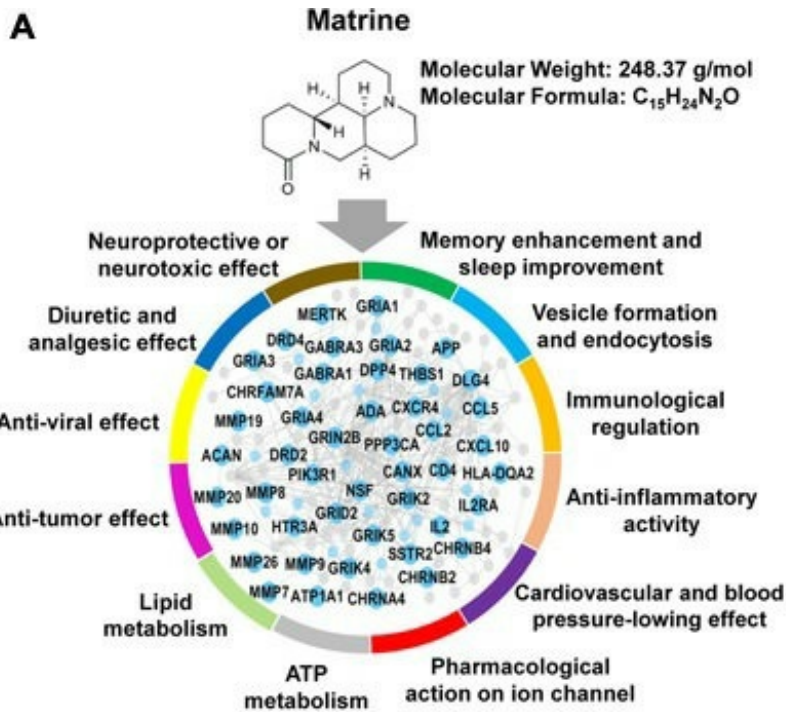 A
Matrine
Molecular Weight: 248.37 g/mol
Molecular Formula: C₁₅H₂₄N₂O
H
H
N
H
N
H
O
Neuroprotective or
neurotoxic effect
Memory enhancement and
sleep improvement
Diuretic and
analgesic effect
Vesicle formation
and endocytosis
Anti-viral effect
Immunological
regulation
Anti-tumor effect
Anti-inflammatory
activity
Lipid
metabolism
Cardiovascular and blood
pressure-lowering effect
ATP
metabolism
Pharmacological
action on ion channel
MERTK GRIA1
DRD4 GABRA3 GRIA2 APP
GRIA3 GABRA1 DPP4 THBS1 DLG4
CHRFAM7A
MMP19 GRIA4 ADA CXCR4 CCL5
GRIN2B PPP3CA CCL2 CXCL10
ACAN DRD2
PIK3R1 CANX CD4 HLA-DQA2
MMP20 MMP8 NSF GRIK2 IL2RA
GRID2
MMP10 HTR3A GRIK5 IL2
SSTR2 CHRNB4
MMP26 MMP9 GRIK4 CHRNB2
MMP7 ATP1A1 CHRNA4